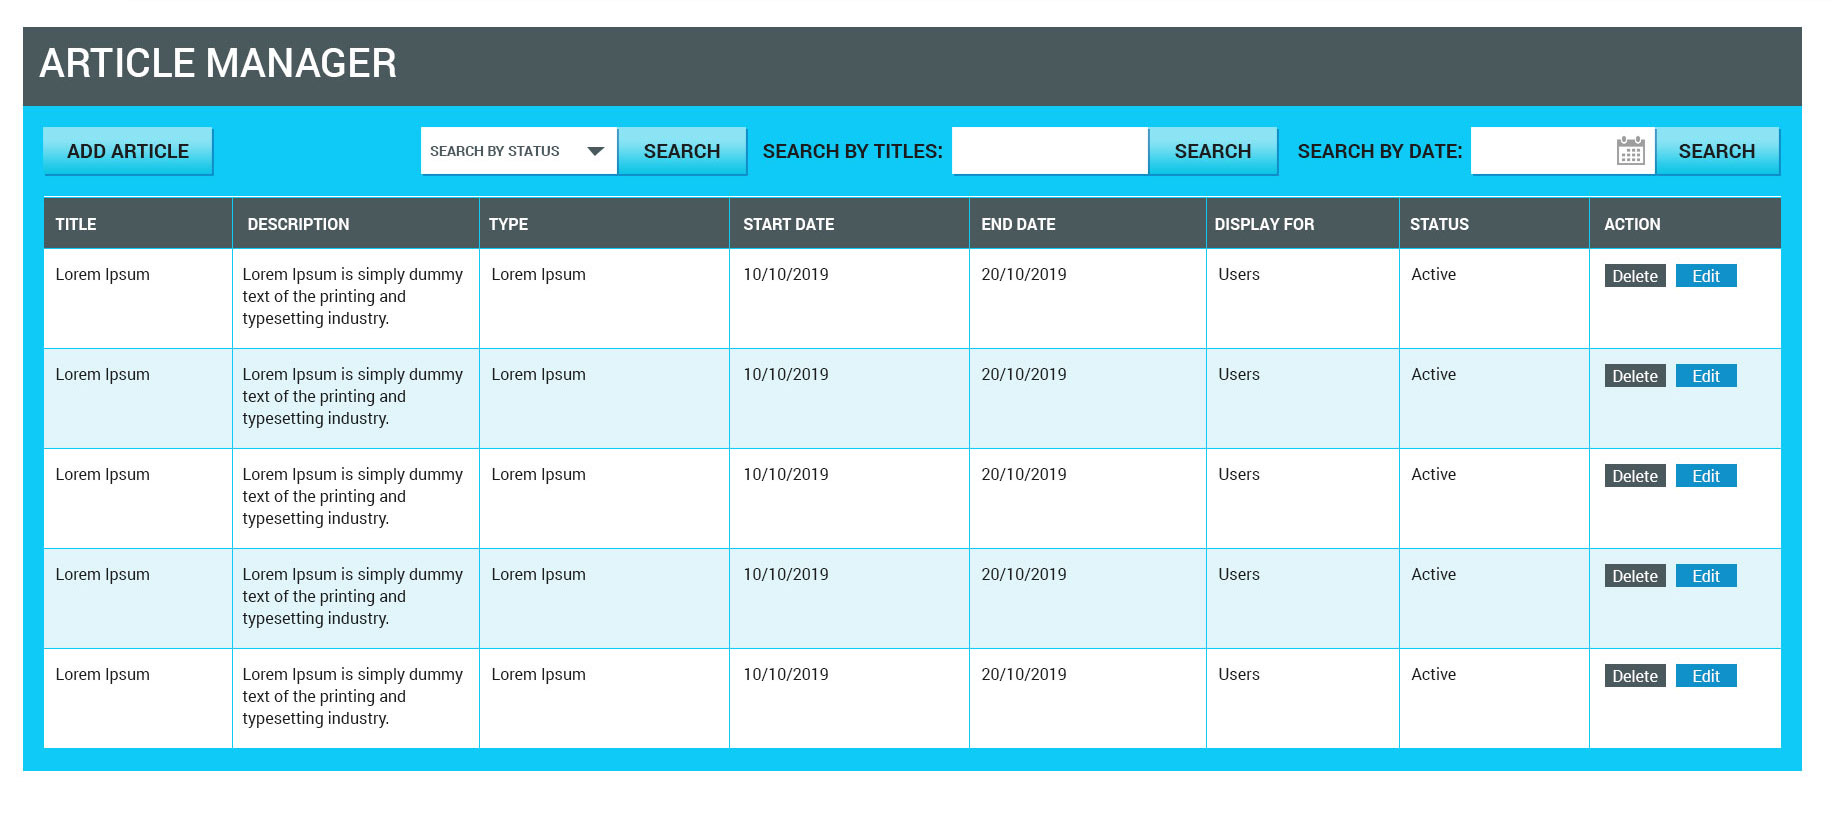 ARTICLE MANAGER
ADD ARTICLE SEARCH BY STATUS SEARCH SEARCH BY TITLES: SEARCH SEARCH BY DATE: SEARCH
TITLE DESCRIPTION TYPE START DATE END DATE DISPLAY FOR STATUS ACTION
Lorem Ipsum Lorem Ipsum is simply dummy Lorem Ipsum 10/10/2019 20/10/2019 Users Active Delete Edit
text of the printing and
typesetting industry.
Lorem Ipsum Lorem Ipsum is simply dummy Lorem Ipsum 10/10/2019 20/10/2019 Users Active Delete Edit
text of the printing and
typesetting industry.
Lorem Ipsum Lorem Ipsum is simply dummy Lorem Ipsum 10/10/2019 20/10/2019 Users Active Delete Edit
text of the printing and
typesetting industry.
Lorem Ipsum Lorem Ipsum is simply dummy Lorem Ipsum 10/10/2019 20/10/2019 Users Active Delete Edit
text of the printing and
typesetting industry.
Lorem Ipsum Lorem Ipsum is simply dummy Lorem Ipsum 10/10/2019 20/10/2019 Users Active Delete Edit
text of the printing and
typesetting industry.